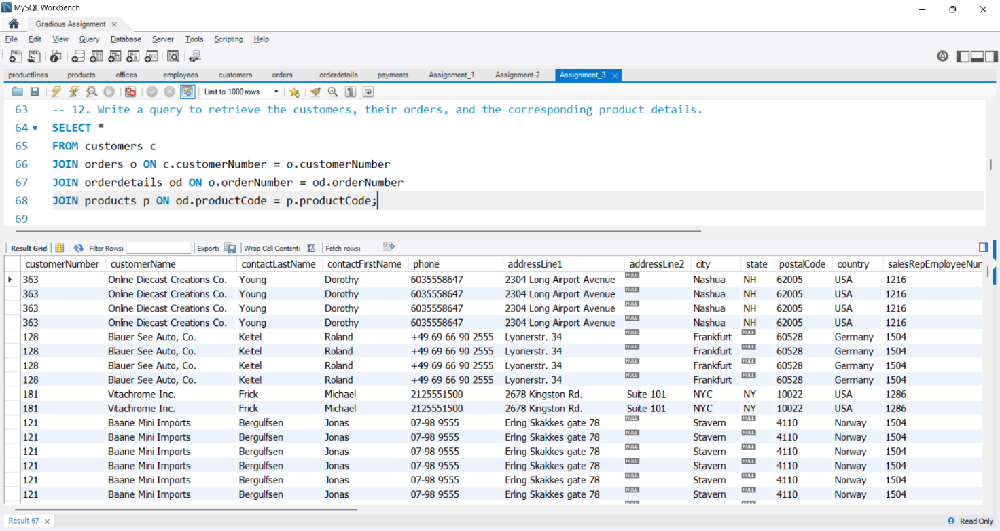 MySQL Workbench
Gradious Assignment
File Edit View Query Database Server Tools Scripting Help
productlines products offices employees customers orders orderdetails payments Assignment_1 Assignment-2 Assignment_3
Limit to 1000 rows
63 -- 12. Write a query to retrieve the customers, their orders, and the corresponding product details.
64 SELECT *
65 FROM customers c
66 JOIN orders o ON c.customerNumber = o.customerNumber
67 JOIN orderdetails od ON o.orderNumber = od.orderNumber
68 JOIN products p ON od.productCode = p.productCode;
69
Result Grid Filter Rows: Export: Wrap Cell Content: Fetch rows:
customerNumber customerName contactLastName contactFirstName phone addressLine1 addressLine2 city state postalCode country salesRepEmployeeNum
363 Online Diecast Creations Co. Young Dorothy 6035558647 2304 Long Airport Avenue NULL Nashua NH 62005 USA 1216
363 Online Diecast Creations Co. Young Dorothy 6035558647 2304 Long Airport Avenue NULL Nashua NH 62005 USA 1216
363 Online Diecast Creations Co. Young Dorothy 6035558647 2304 Long Airport Avenue NULL Nashua NH 62005 USA 1216
363 Online Diecast Creations Co. Young Dorothy 6035558647 2304 Long Airport Avenue NULL Nashua NH 62005 USA 1216
128 Blauer See Auto, Co. Keitel Roland +49 69 66 90 2555 Lyonerstr. 34 NULL Frankfurt NULL 60528 Germany 1504
128 Blauer See Auto, Co. Keitel Roland +49 69 66 90 2555 Lyonerstr. 34 NULL Frankfurt NULL 60528 Germany 1504
128 Blauer See Auto, Co. Keitel Roland +49 69 66 90 2555 Lyonerstr. 34 NULL Frankfurt NULL 60528 Germany 1504
128 Blauer See Auto, Co. Keitel Roland +49 69 66 90 2555 Lyonerstr. 34 NULL Frankfurt NULL 60528 Germany 1504
181 Vitachrome Inc. Frick Michael 2125551500 2678 Kingston Rd. Suite 101 NYC NY 10022 USA 1286
181 Vitachrome Inc. Frick Michael 2125551500 2678 Kingston Rd. Suite 101 NYC NY 10022 USA 1286
121 Baane Mini Imports Bergulfsen Jonas 07-98 9555 Erling Skakkes gate 78 NULL Stavern NULL 4110 Norway 1504
121 Baane Mini Imports Bergulfsen Jonas 07-98 9555 Erling Skakkes gate 78 NULL Stavern NULL 4110 Norway 1504
121 Baane Mini Imports Bergulfsen Jonas 07-98 9555 Erling Skakkes gate 78 NULL Stavern NULL 4110 Norway 1504
121 Baane Mini Imports Bergulfsen Jonas 07-98 9555 Erling Skakkes gate 78 NULL Stavern NULL 4110 Norway 1504
121 Baane Mini Imports Bergulfsen Jonas 07-98 9555 Erling Skakkes gate 78 NULL Stavern NULL 4110 Norway 1504
121 Baane Mini Imports Bergulfsen Jonas 07-98 9555 Erling Skakkes gate 78 NULL Stavern NULL 4110 Norway 1504
Result 67 Read Only